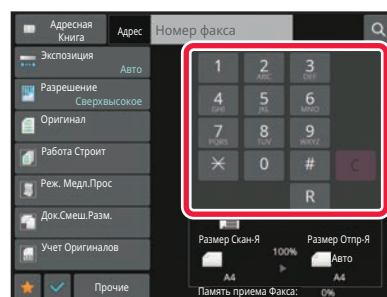 Адресная
Книга
Адрес
Номер факса
Экспозиция
Авто
Разрешение
Сверхвысокое
Оригинал
Работа Строит
Реж. Медл.Прос
Док.Смеш.Разм.
Учет Оригиналов
Прочие
1
2
ABC
3
DEF
4
GHI
5
JKL
6
MNO
7
PQRS
8
TUV
9
WXYZ
0
#
C
R
Размер Скан-Я
100%
Размер Отпр-Я
Авто
A4
A4
Память приема Факса:
0%